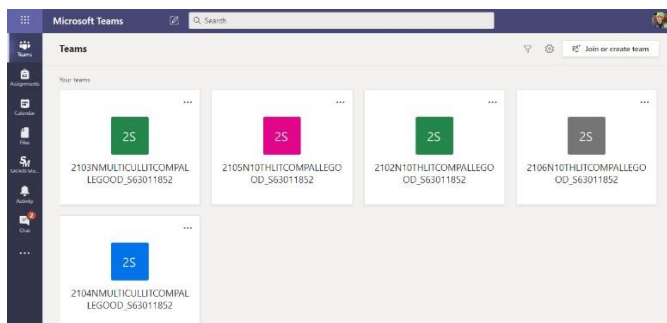 Microsoft Teams
Search
Teams
Teams
Join or create team
Assignments
Your teams
Calendar
Files
Activity
2
Chat
...
...
2S
2103NMULTICULLITCOMPAL
LEGOOD_S63011852
...
2S
2105N10THLITCOMPALLEGO
OD_S63011852
...
2S
2102N10THLITCOMPALLEGO
OD_S63011852
...
2S
2106N10THLITCOMPALLEGO
OD_S63011852
...
2S
2104NMULTICULLITCOMPAL
LEGOOD_S63011852